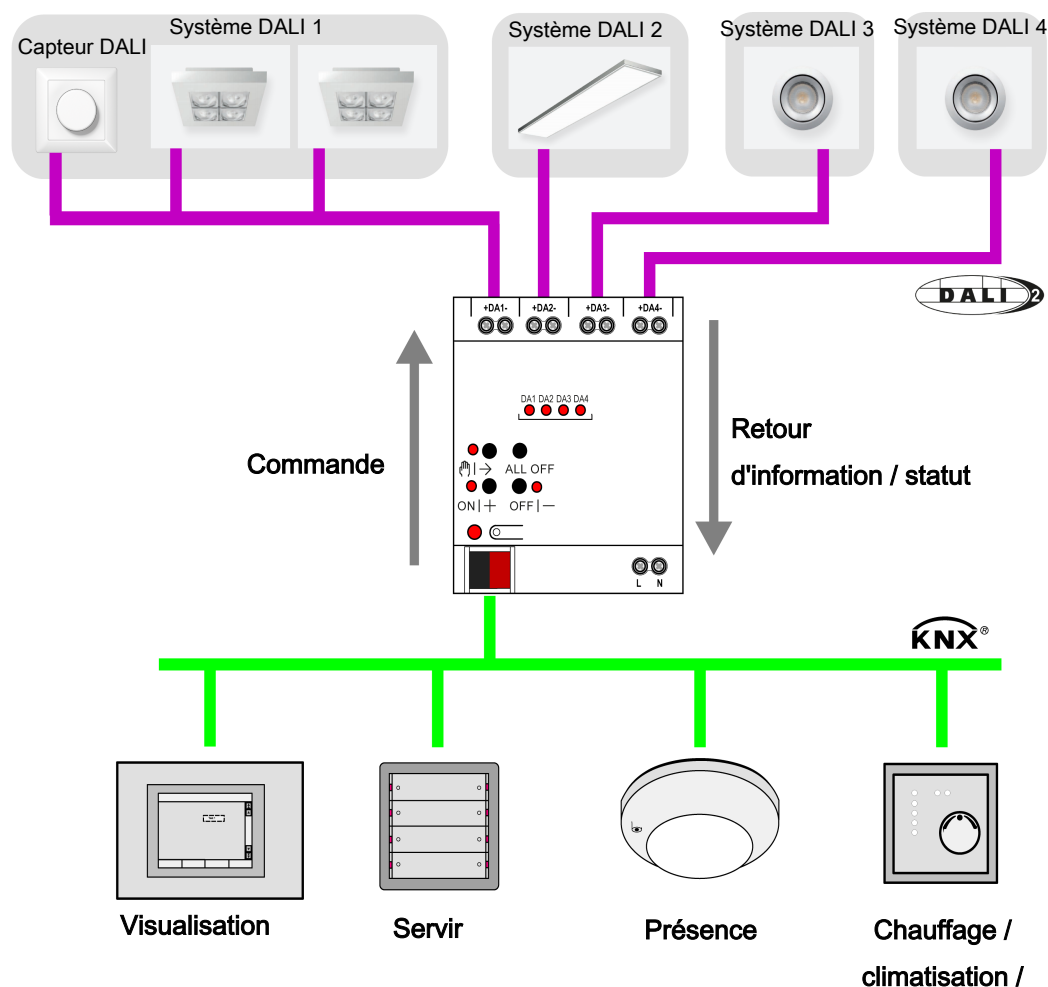 Système DALI 1
Capteur DALI
Système DALI 2
Système DALI 3
Système DALI 4
DALI 2
+DA1-
+DA2-
+DA3-
+DA4-
DA1 DA2 DA3 DA4
ALL OFF
ON
OFF
L N
Commande
Retour
d'information / statut
KNX®
Visualisation
Servir
Présence
Chauffage /
climatisation /